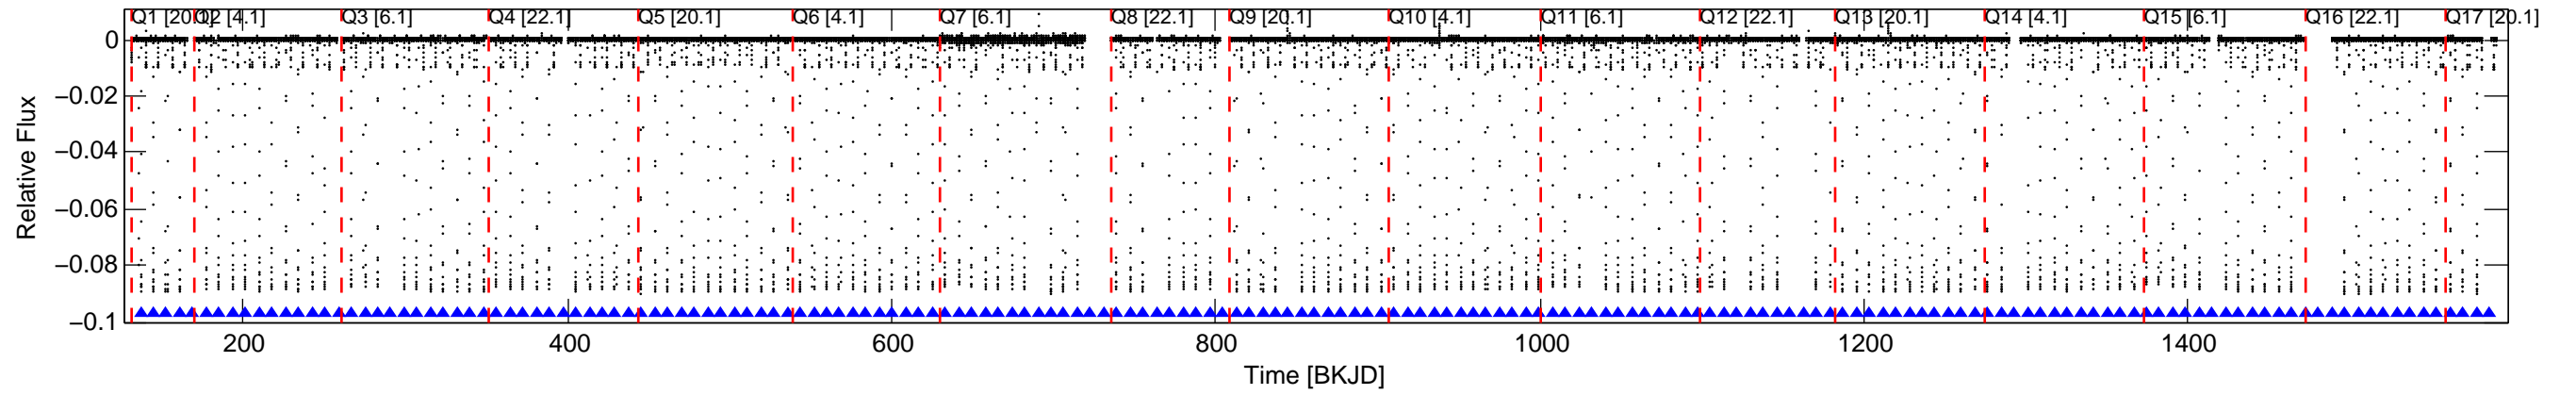 Q1 [20.1] Q2 [4.1] Q3 [6.1] Q4 [22.1] Q5 [20.1] Q6 [4.1] Q7 [6.1] Q8 [22.1] Q9 [20.1] Q10 [4.1] Q11 [6.1] Q12 [22.1] Q13 [20.1] Q14 [4.1] Q15 [6.1] Q16 [22.1] Q17 [20.1]
0
−0.02
−0.04
−0.06
−0.08
−0.1
Relative Flux
200 400 600 800 1000 1200 1400
Time [BKJD]